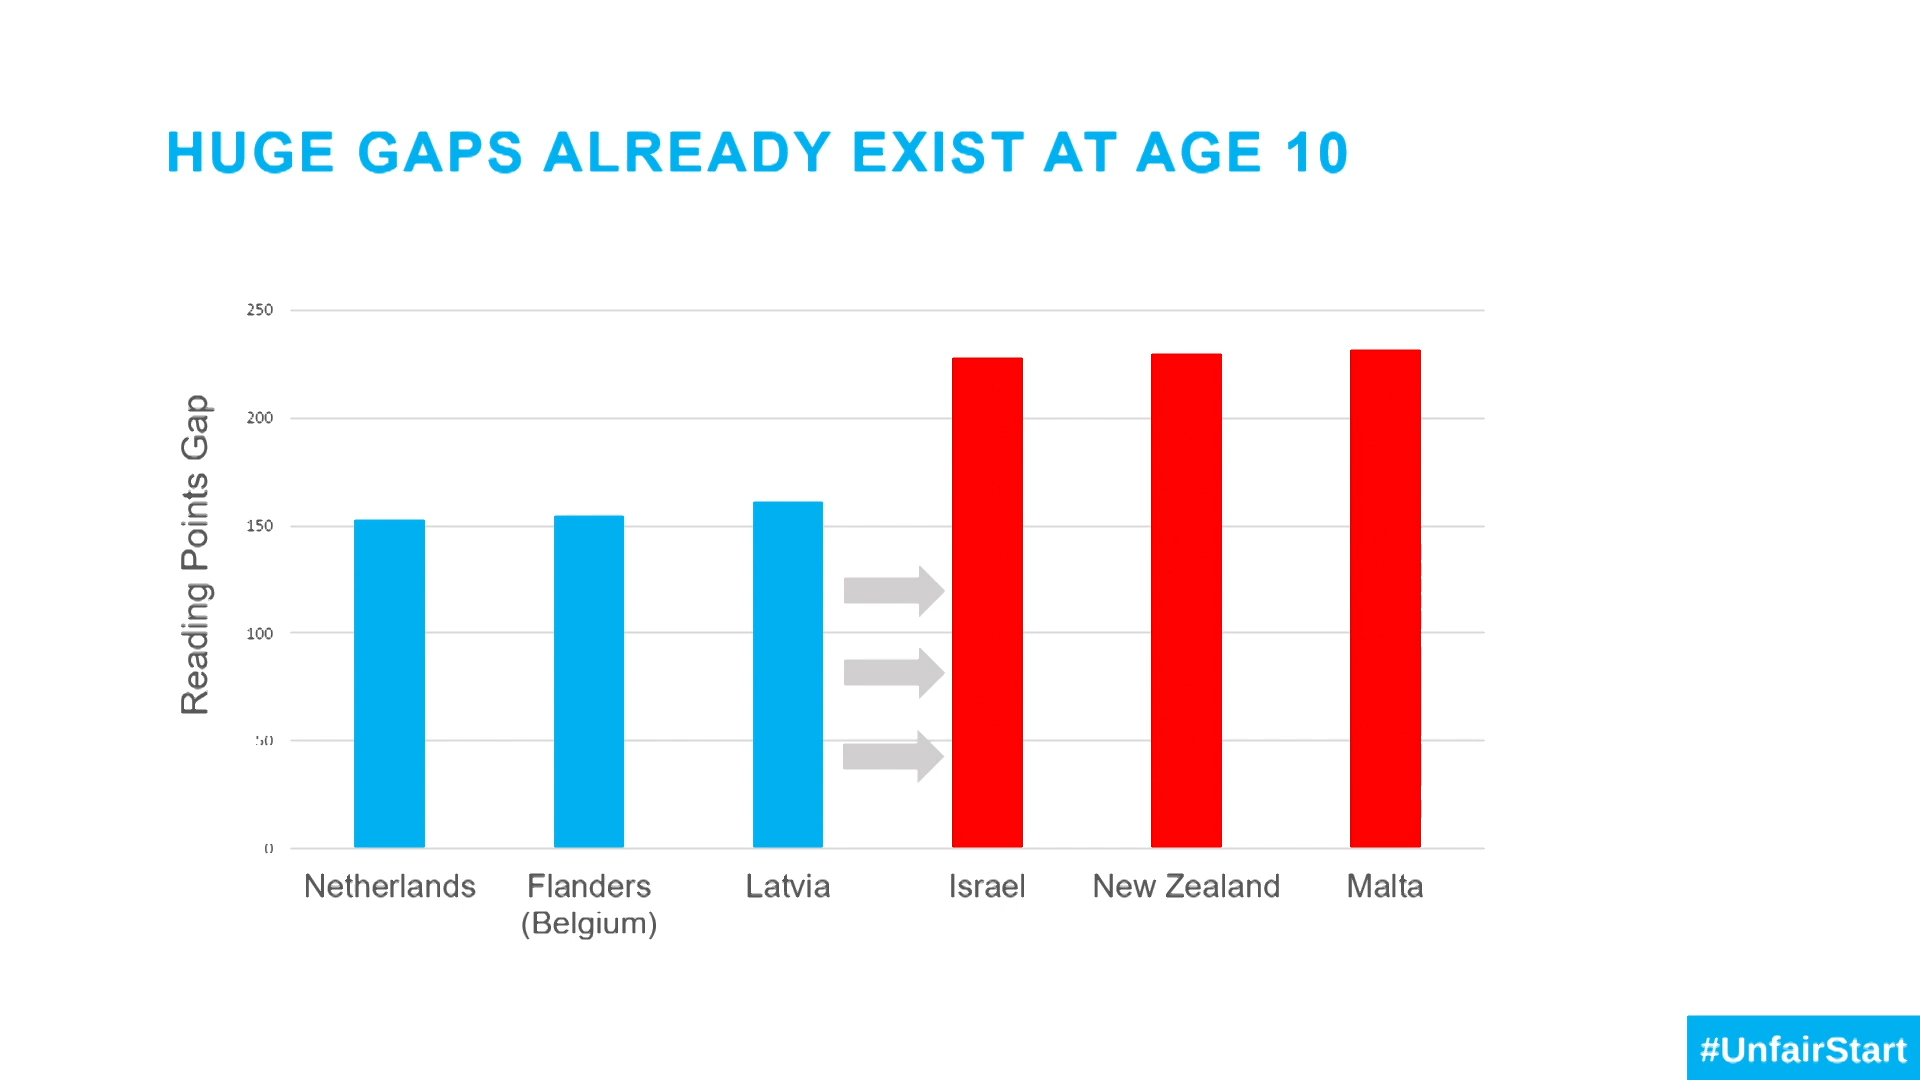 HUGE GAPS ALREADY EXIST AT AGE 10
Reading Points Gap
250
200
150
100
50
0
Netherlands
Flanders
(Belgium)
Latvia
Israel
New Zealand
Malta
#UnfairStart